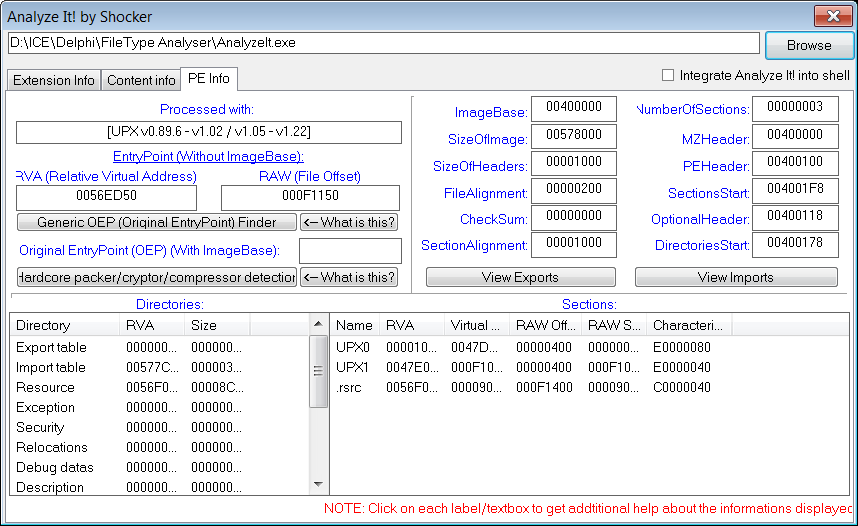 Analyze It! by Shocker
D:\ICE\Delphi\FileType Analyser\AnalyzeIt.exe
Browse
Extension Info
Content info
PE Info
Integrate Analyze It! into shell
Processed with:
[UPX v0.89.6 - v1.02 / v1.05 - v1.22]
EntryPoint (Without ImageBase):
RVA (Relative Virtual Address)
RAW (File Offset)
0056ED50
000F1150
Generic OEP (Original EntryPoint) Finder
<-- What is this?
Original EntryPoint (OEP) (With ImageBase):
Hardcore packer/cryptor/compressor detection
<-- What is this?
ImageBase: 00400000
SizeOfImage: 00578000
SizeOfHeaders: 00001000
FileAlignment: 00000200
CheckSum: 00000000
SectionAlignment: 00001000
NumberOfSections: 00000003
MZHeader: 00400000
PEHeader: 00400100
SectionsStart: 004001F8
OptionalHeader: 00400118
DirectoriesStart: 00400178
View Exports
View Imports
Directories:
Directory RVA Size
Export table 000000... 000000...
Import table 00577C... 000003...
Resource 0056F0... 00008C...
Exception 000000... 000000...
Security 000000... 000000...
Relocations 000000... 000000...
Debug datas 000000... 000000...
Description 000000... 000000...
Sections:
Name RVA Virtual ... RAW Off... RAW S... Characteri...
UPX0 000010... 0047D... 00000400 000000... E0000080
UPX1 0047E0... 000F10... 00000400 000F10... E0000040
.rsrc 0056F0... 000090... 000F1400 000090... C0000040
NOTE: Click on each label/textbox to get addtitional help about the informations displayed